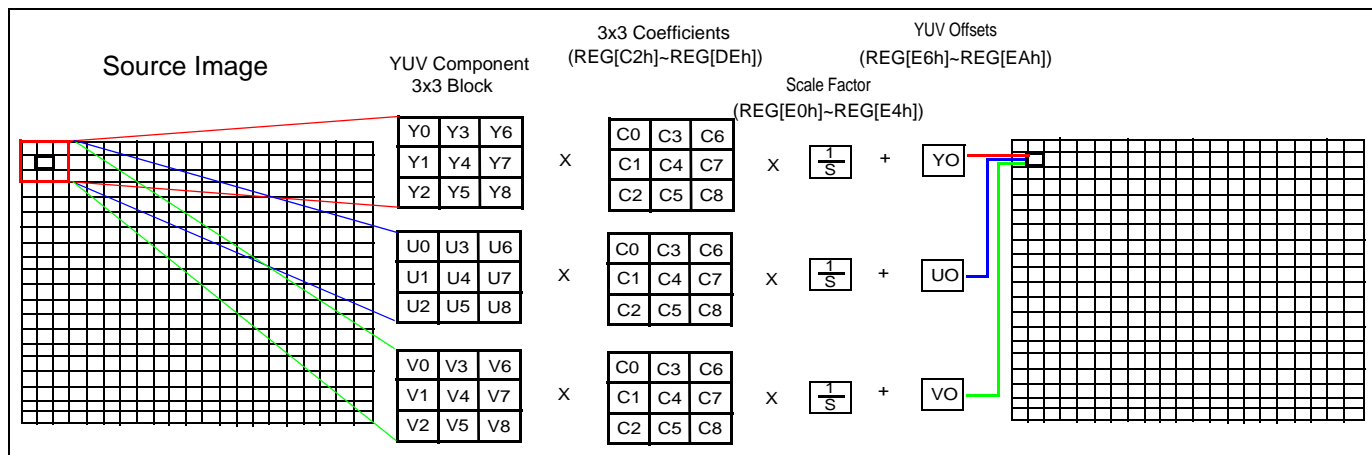 Source Image
YUV Component
3x3 Block
3x3 Coefficients
(REG[C2h]~REG[DEh])
Scale Factor
(REG[E0h]~REG[E4h])
YUV Offsets
(REG[E6h]~REG[EAh])
Y0 Y3 Y6
Y1 Y4 Y7
Y2 Y5 Y8
X
C0 C3 C6
C1 C4 C7
C2 C5 C8
X
1
S
+
YO
U0 U3 U6
U1 U4 U7
U2 U5 U8
X
C0 C3 C6
C1 C4 C7
C2 C5 C8
X
1
S
+
UO
V0 V3 V6
V1 V4 V7
V2 V5 V8
X
C0 C3 C6
C1 C4 C7
C2 C5 C8
X
1
S
+
VO